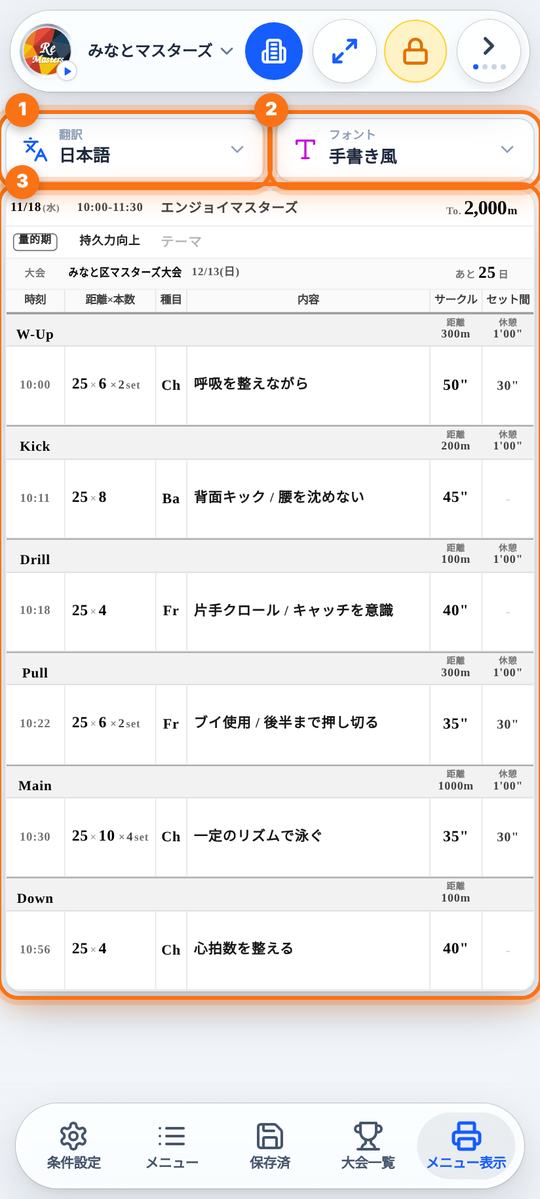 Re
Masters
みなとマスターズ
1
2
翻訳
日本語
フォント
手書き風
3
11/18(水) 10:00-11:30 エンジョイマスターズ To. 2,000m
量的期 持久力向上 テーマ
大会 みなと区マスターズ大会 12/13(日) あと 25 日
時刻 距離×本数 種目 内容 サークル セット間
W-Up 距離 300m 休憩 1'00"
10:00 25×6 ×2set Ch 呼吸を整えながら 50" 30"
Kick 距離 200m 休憩 1'00"
10:11 25×8 Ba 背面キック / 腰を沈めない 45" -
Drill 距離 100m 休憩 1'00"
10:18 25×4 Fr 片手クロール / キャッチを意識 40" -
Pull 距離 300m 休憩 1'00"
10:22 25×6 ×2set Fr ブイ使用 / 後半まで押し切る 35" 30"
Main 距離 1000m 休憩 1'00"
10:30 25×10 ×4set Ch 一定のリズムで泳ぐ 35" 30"
Down 距離 100m
10:56 25×4 Ch 心拍数を整える 40" -
条件設定 メニュー 保存済 大会一覧 メニュー表示